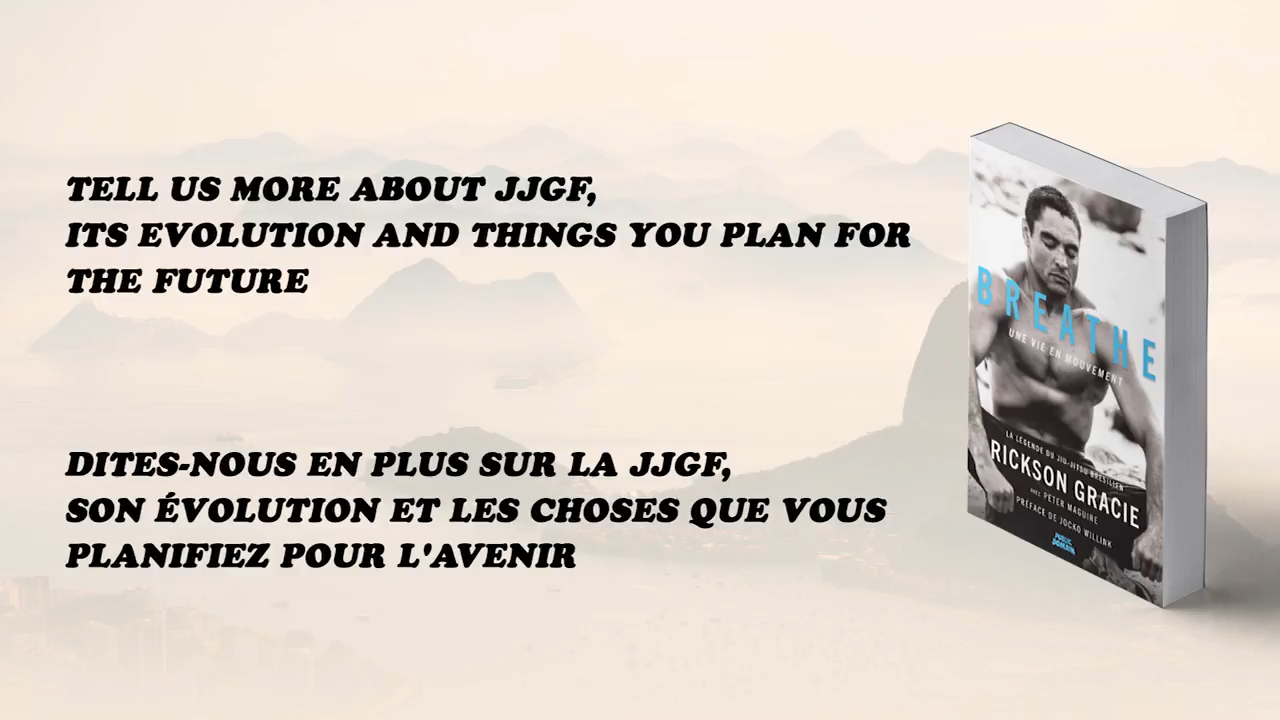 TELL US MORE ABOUT JJGF,
ITS EVOLUTION AND THINGS YOU PLAN FOR
THE FUTURE
DITES-NOUS EN PLUS SUR LA JJGF,
SON ÉVOLUTION ET LES CHOSES QUE VOUS
PLANIFIEZ POUR L'AVENIR
BREATHE
UNE VIE EN MOUVEMENT
LA LÉGENDE DU JIU-JITSU BRÉSILIEN
RICKSON GRACIE
AVEC PETER MAGUIRE
PRÉFACE DE JOCKO WILLINK
PUBLIC
DOMAIN